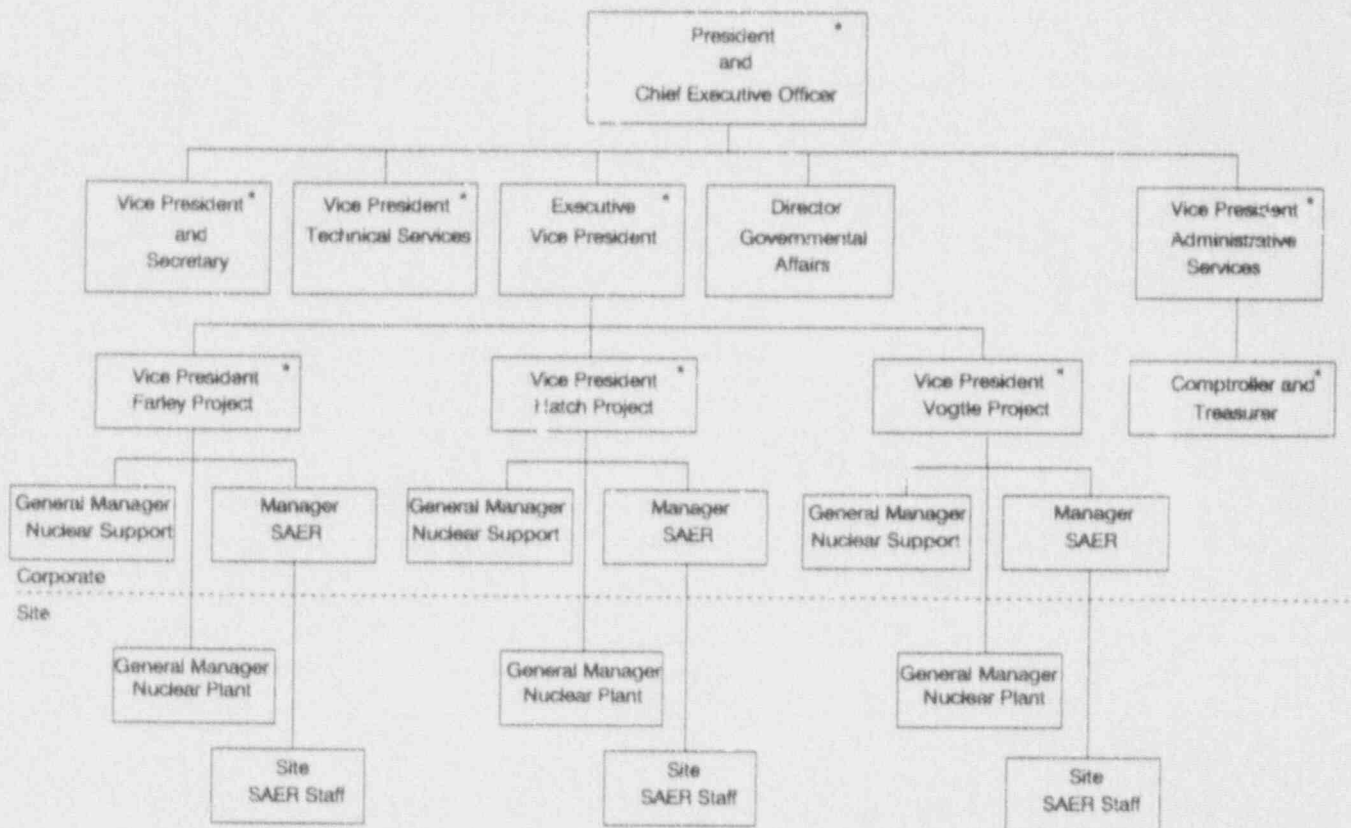 President *
and
Chief Executive Officer
Vice President *
and
Secretary
Vice President *
Technical Services
Executive *
Vice President
Director
Governmental
Affairs
Vice President *
Administrative
Services
Vice President *
Farley Project
Vice President *
Hatch Project
Vice President *
Vogtle Project
Comptroller and *
Treasurer
General Manager
Nuclear Support
Manager
SAER
General Manager
Nuclear Support
Manager
SAER
General Manager
Nuclear Support
Manager
SAER
Corporate
Site
General Manager
Nuclear Plant
General Manager
Nuclear Plant
General Manager
Nuclear Plant
Site
SAER Staff
Site
SAER Staff
Site
SAER Staff